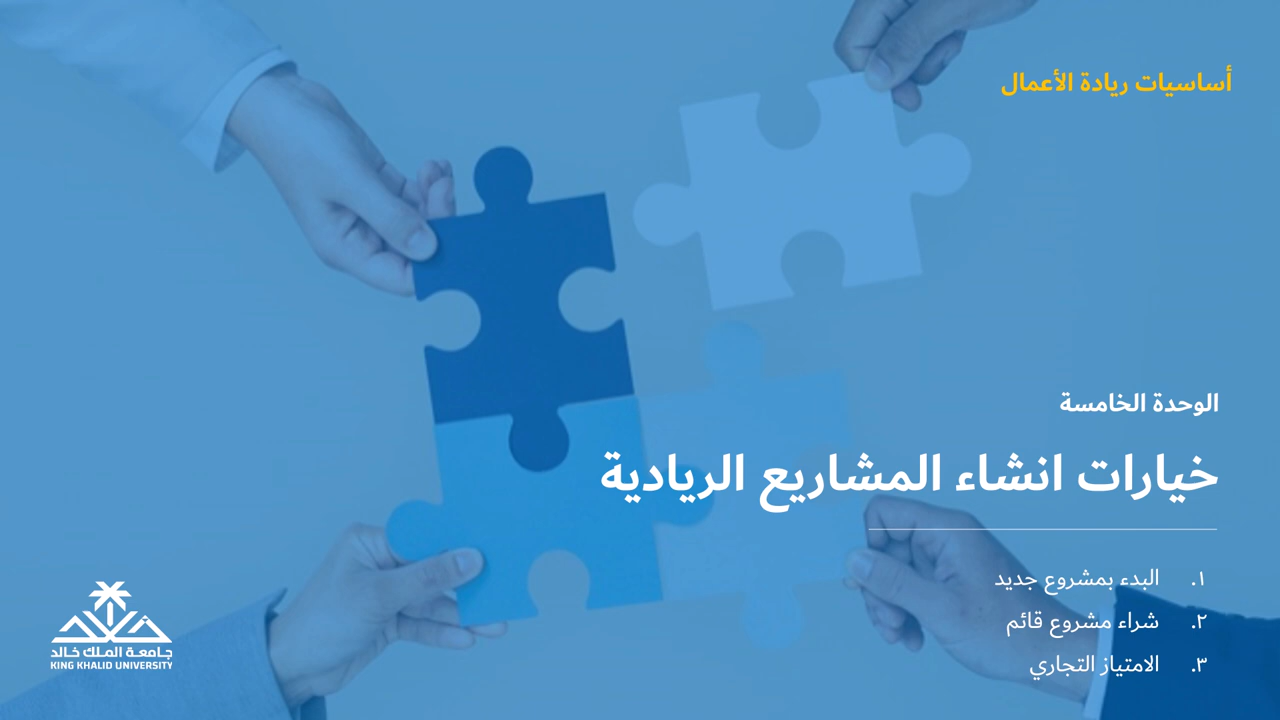 أساسيات ريادة الأعمال
الوحدة الخامسة
خيارات انشاء المشاريع الريادية
١. البدء بمشروع جديد
٢. شراء مشروع قائم
٣. الامتياز التجاري
جامعة الملك خالد
KING KHALID UNIVERSITY